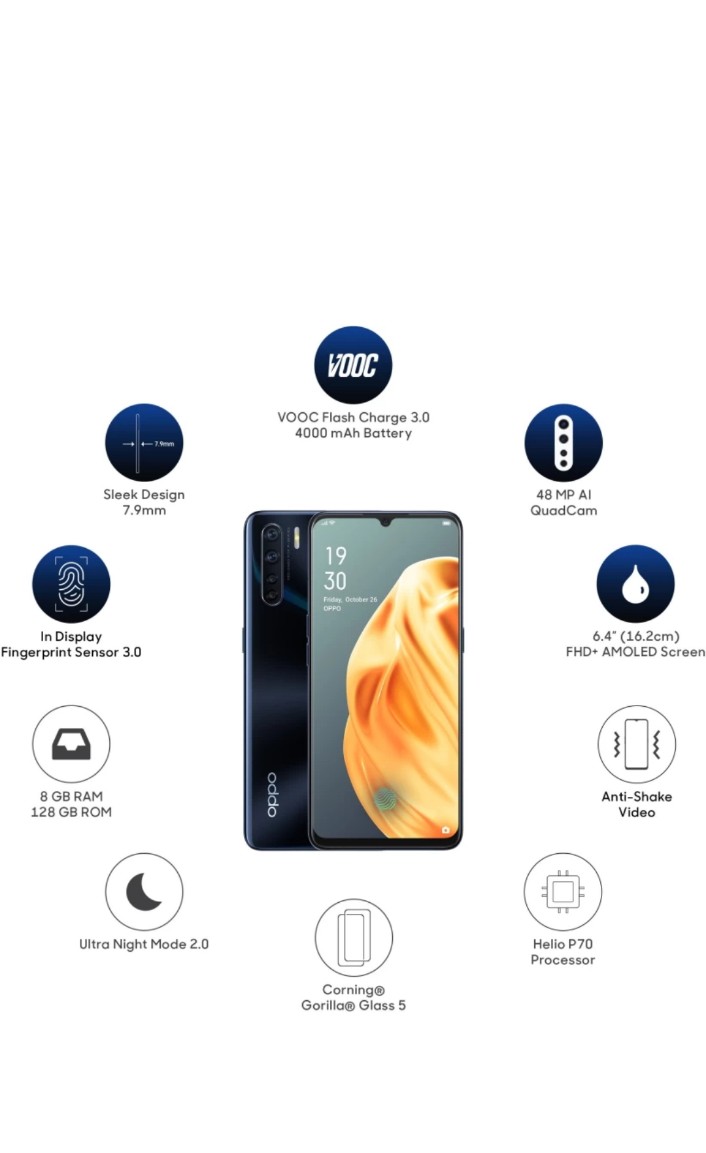 VOOC
VOOC Flash Charge 3.0
4000 mAh Battery
7.9mm
Sleek Design
7.9mm
48 MP AI
QuadCam
19
30
Friday, October 26
OPPO
In Display
Fingerprint Sensor 3.0
6.4” (16.2cm)
FHD+ AMOLED Screen
oppo
8 GB RAM
128 GB ROM
Anti-Shake
Video
Ultra Night Mode 2.0
Helio P70
Processor
Corning®
Gorilla® Glass 5